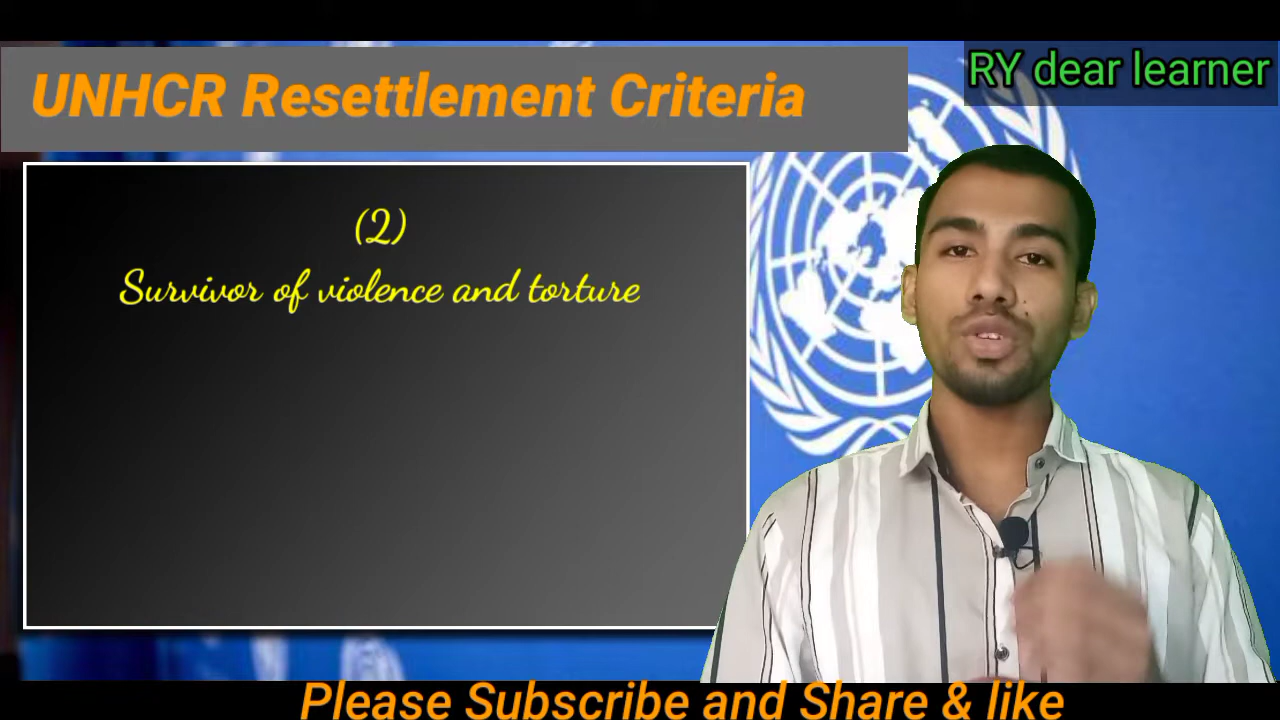 UNHCR Resettlement Criteria
RY dear learner
(2)
Survivor of violence and torture
Please Subscribe and Share & like